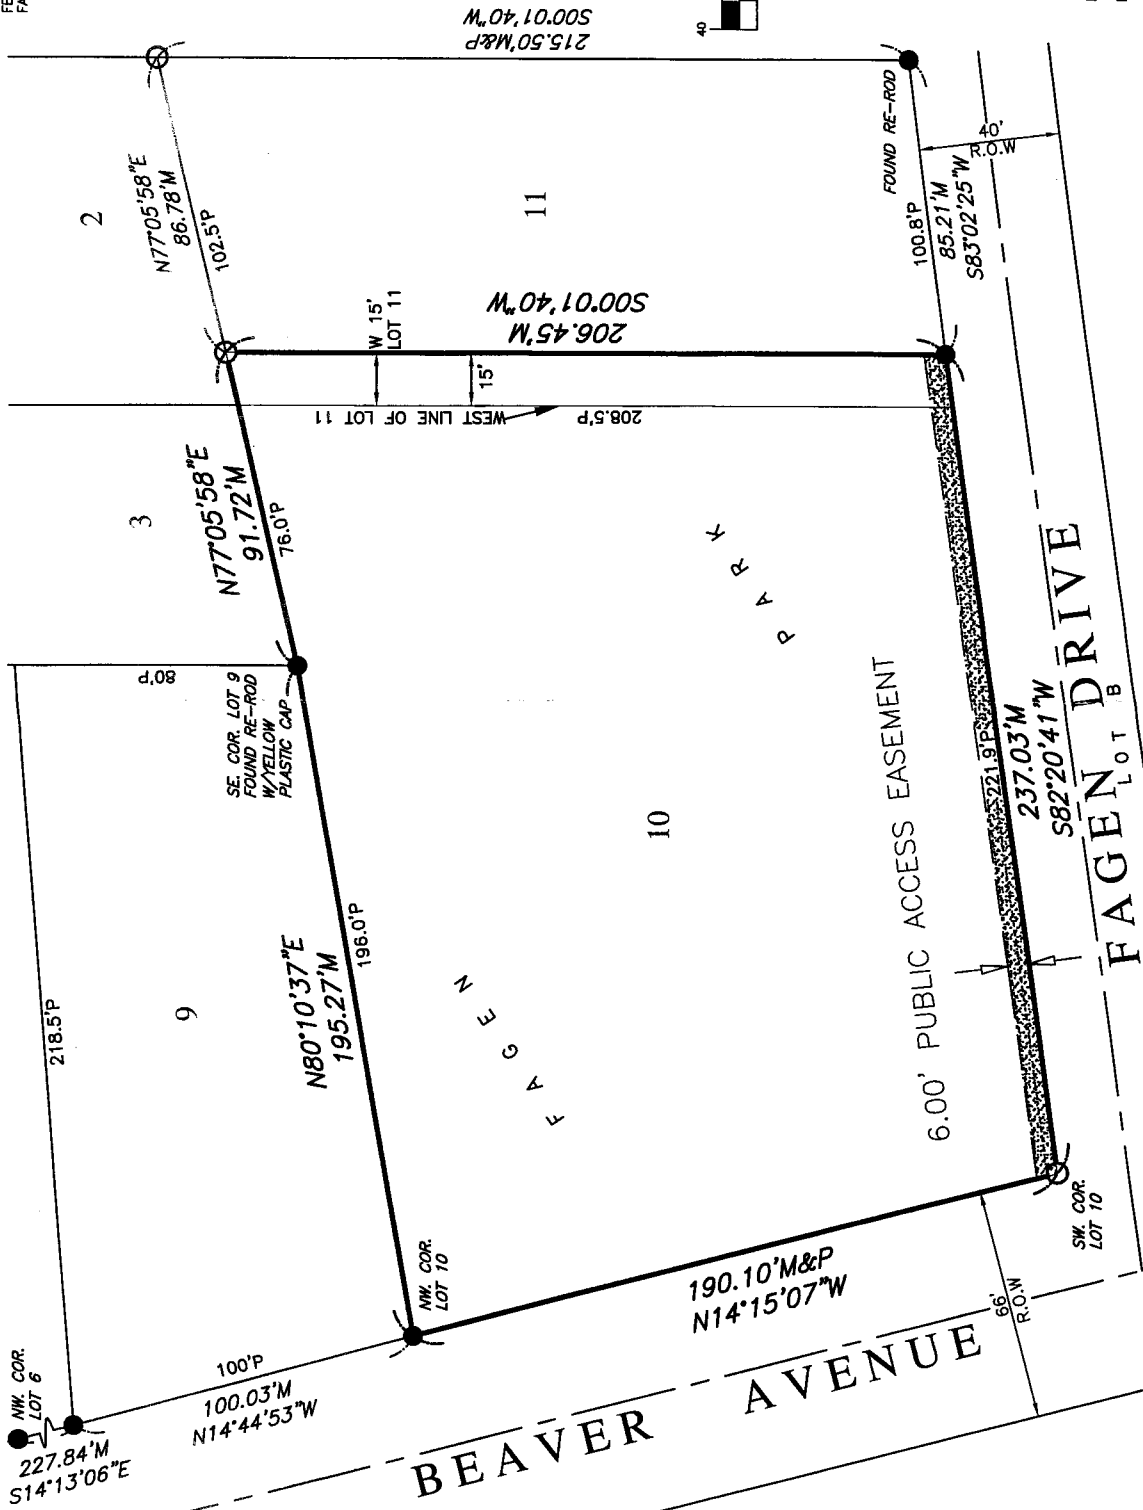 FE
FA
215.50'M&P
S00°01'40"W
40
2
N77°05'58"E
86.78'M
102.5'P
11
FOUND RE-ROD
40'
R.O.W
100.8'P
85.21'M
S83°02'25"W
206.45'M
S00°01'40"W
W 15'
LOT 11
15'
WEST LINE OF LOT 11
208.5'P
3
N77°05'58"E
91.72'M
76.0'P
80'P
SE. COR. LOT 9
FOUND RE-ROD
W/YELLOW
PLASTIC CAP
218.5'P
9
N80°10'37"E
195.27'M
196.0'P
FAGEN PARK
10
6.00' PUBLIC ACCESS EASEMENT
221.9'P
237.03'M
S82°20'41"W
FAGEN DRIVE
LOT B
NW. COR.
LOT 10
SW. COR.
LOT 10
190.10'M&P
N14°15'07"W
66'
R.O.W
NW. COR.
LOT 6
227.84'M
S14°13'06"E
100'P
100.03'M
N14°44'53"W
BEAVER AVENUE